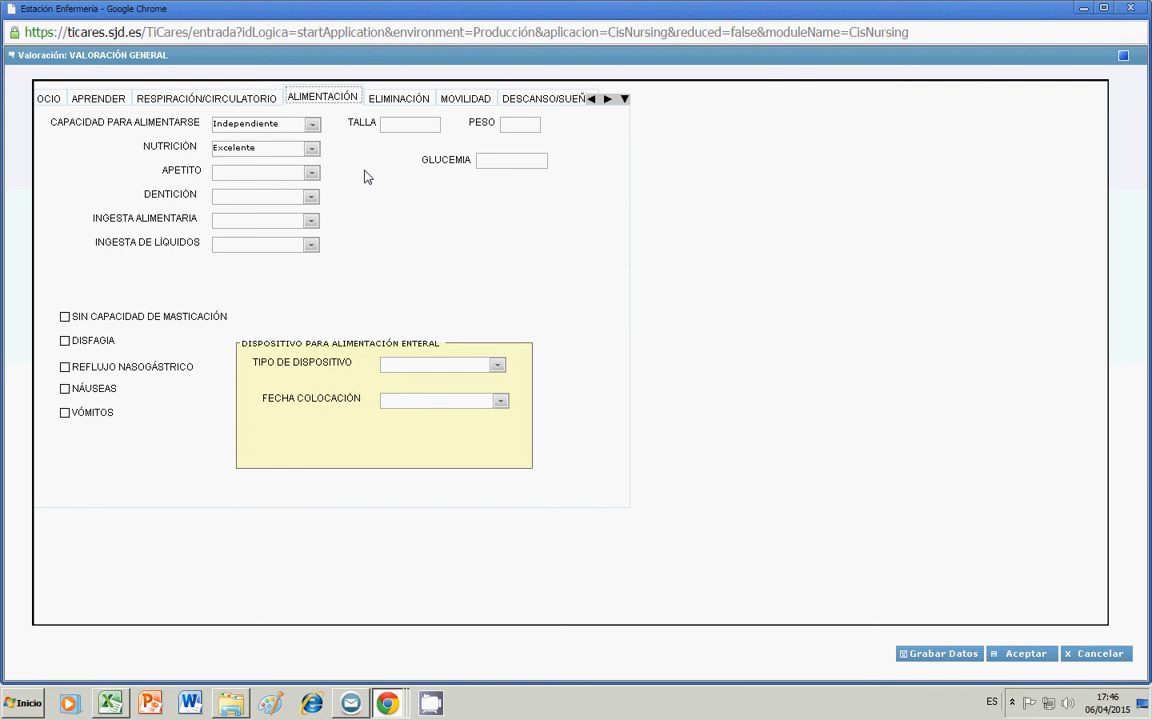 Estación Enfermería - Google Chrome
https://ticares.sjd.es/TiCares/entrada?idLogica=startApplication&environment=Producción&aplicacion=CisNursing&reduced=false&moduleName=CisNursing
Valoración: VALORACIÓN GENERAL
OCIO APRENDER RESPIRACIÓN/CIRCULATORIO ALIMENTACIÓN ELIMINACIÓN MOVILIDAD DESCANSO/SUEÑ
CAPACIDAD PARA ALIMENTARSE Independiente TALLA PESO
NUTRICIÓN Excelente
GLUCEMIA
APETITO
DENTICIÓN
INGESTA ALIMENTARIA
INGESTA DE LÍQUIDOS
SIN CAPACIDAD DE MASTICACIÓN
DISFAGIA
REFLUJO NASOGÁSTRICO
NÁUSEAS
VÓMITOS
DISPOSITIVO PARA ALIMENTACIÓN ENTERAL
TIPO DE DISPOSITIVO
FECHA COLOCACIÓN
Grabar Datos Aceptar x Cancelar
Inicio ES 17:46
06/04/2015